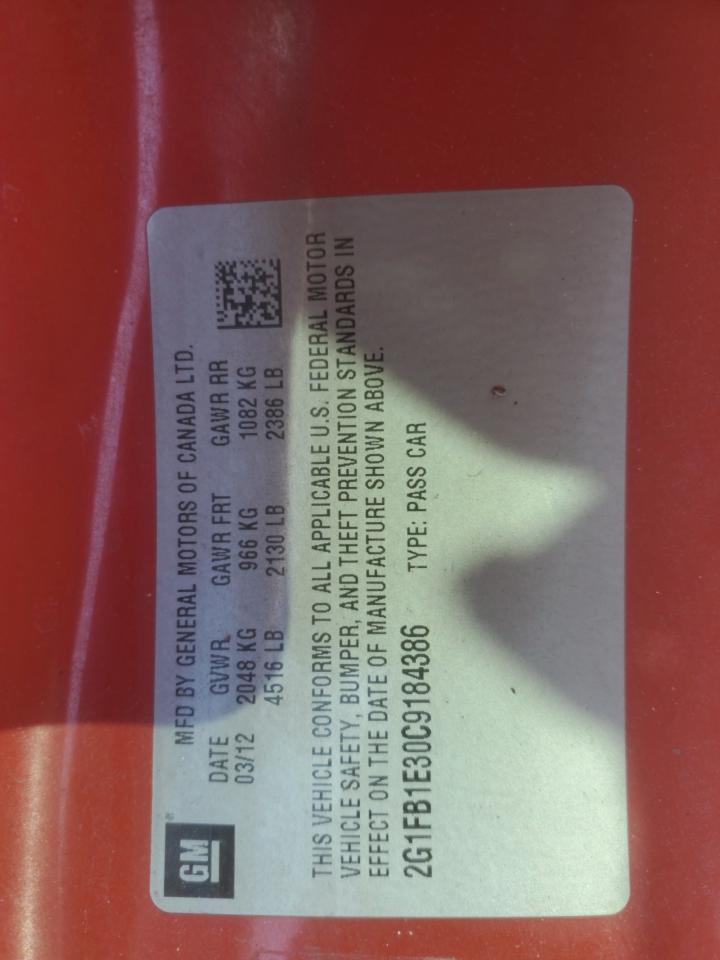 GM®
MFD BY GENERAL MOTORS OF CANADA LTD.
DATE GVWR GAWR FRT GAWR RR
03/12 2048 KG 966 KG 1082 KG
4516 LB 2130 LB 2386 LB
THIS VEHICLE CONFORMS TO ALL APPLICABLE U.S. FEDERAL MOTOR
VEHICLE SAFETY, BUMPER, AND THEFT PREVENTION STANDARDS IN
EFFECT ON THE DATE OF MANUFACTURE SHOWN ABOVE.
2G1FB1E30C9184386 TYPE: PASS CAR